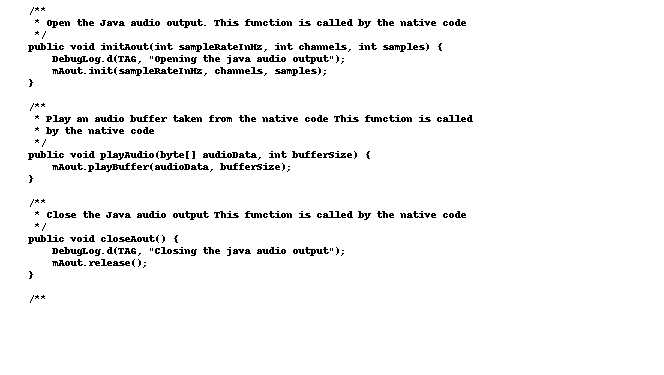 /**
 * Open the Java audio output. This function is called by the native code
 */
public void initAout(int sampleRateInHz, int channels, int samples) {
    DebugLog.d(TAG, "Opening the java audio output");
    mAout.init(sampleRateInHz, channels, samples);
}

/**
 * Play an audio buffer taken from the native code This function is called
 * by the native code
 */
public void playAudio(byte[] audioData, int bufferSize) {
    mAout.playBuffer(audioData, bufferSize);
}

/**
 * Close the Java audio output This function is called by the native code
 */
public void closeAout() {
    DebugLog.d(TAG, "Closing the java audio output");
    mAout.release();
}

/**